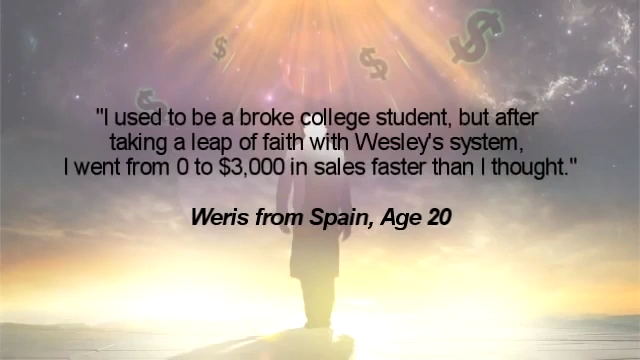 "I used to be a broke college student, but after
taking a leap of faith with Wesley's system,
I went from 0 to $3,000 in sales faster than I thought."
Weris from Spain, Age 20